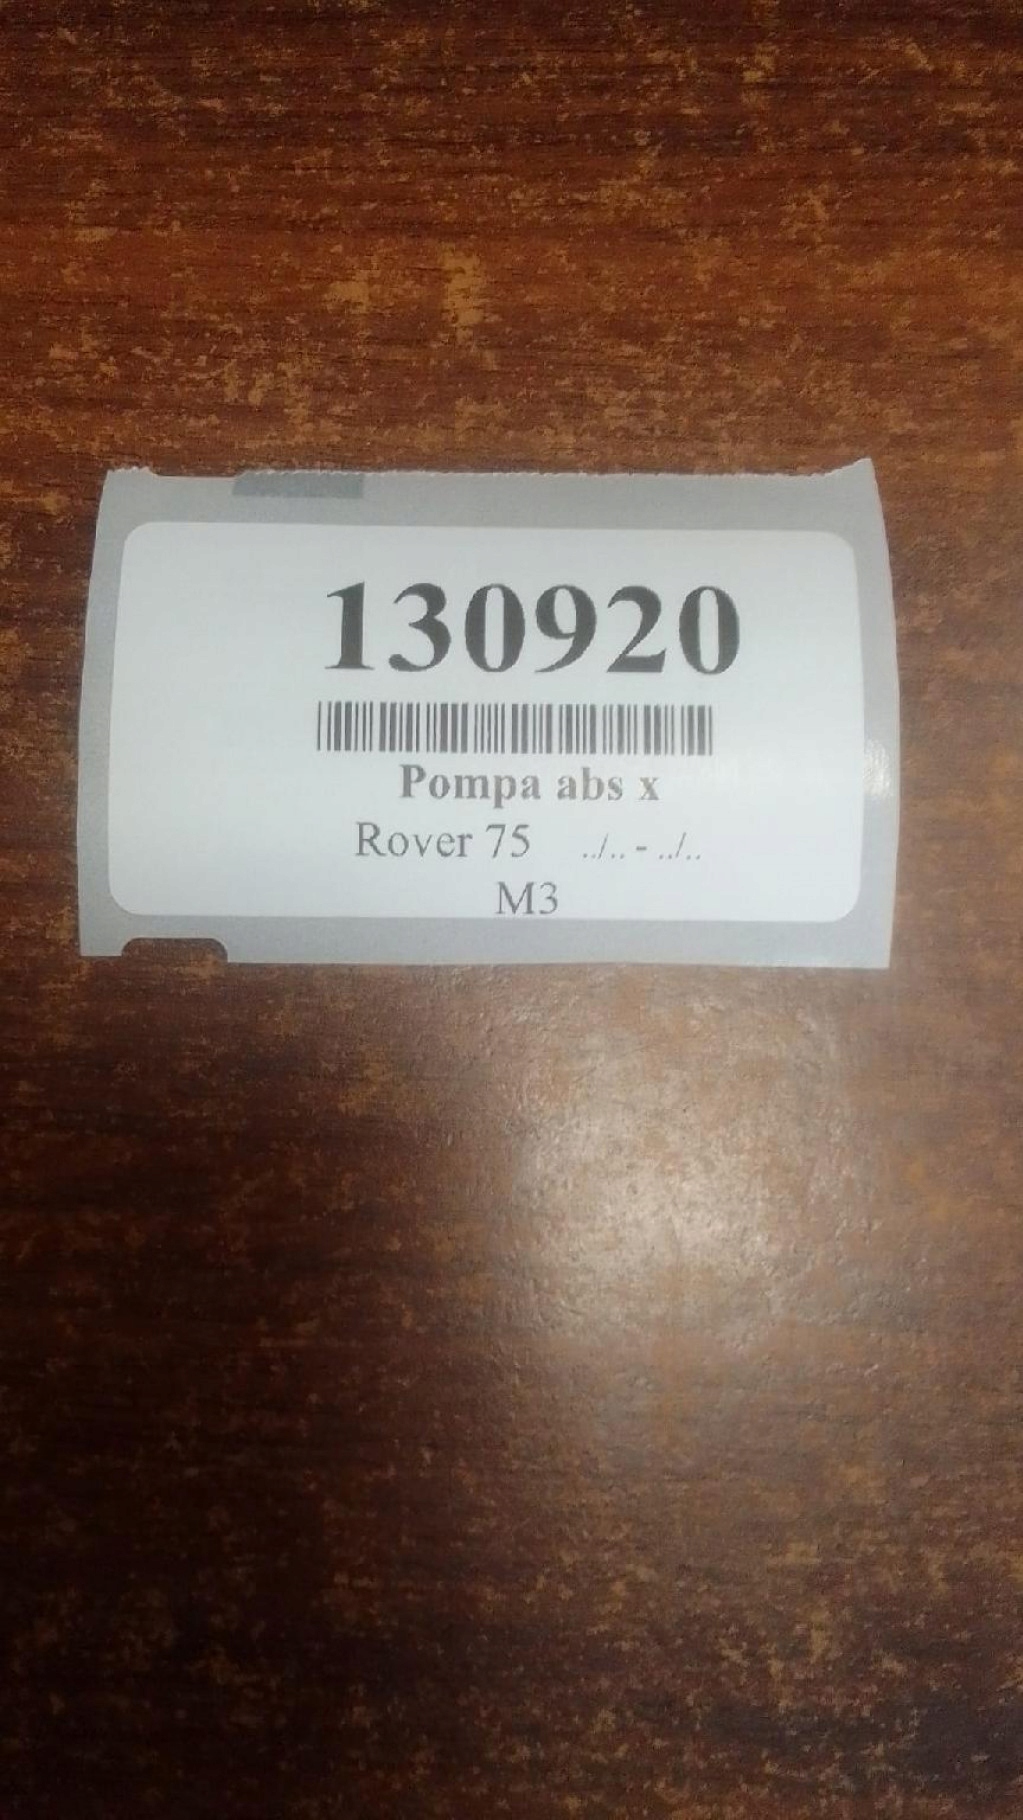 130920
Pompa abs x
Rover 75 ../.. - ../..
M3